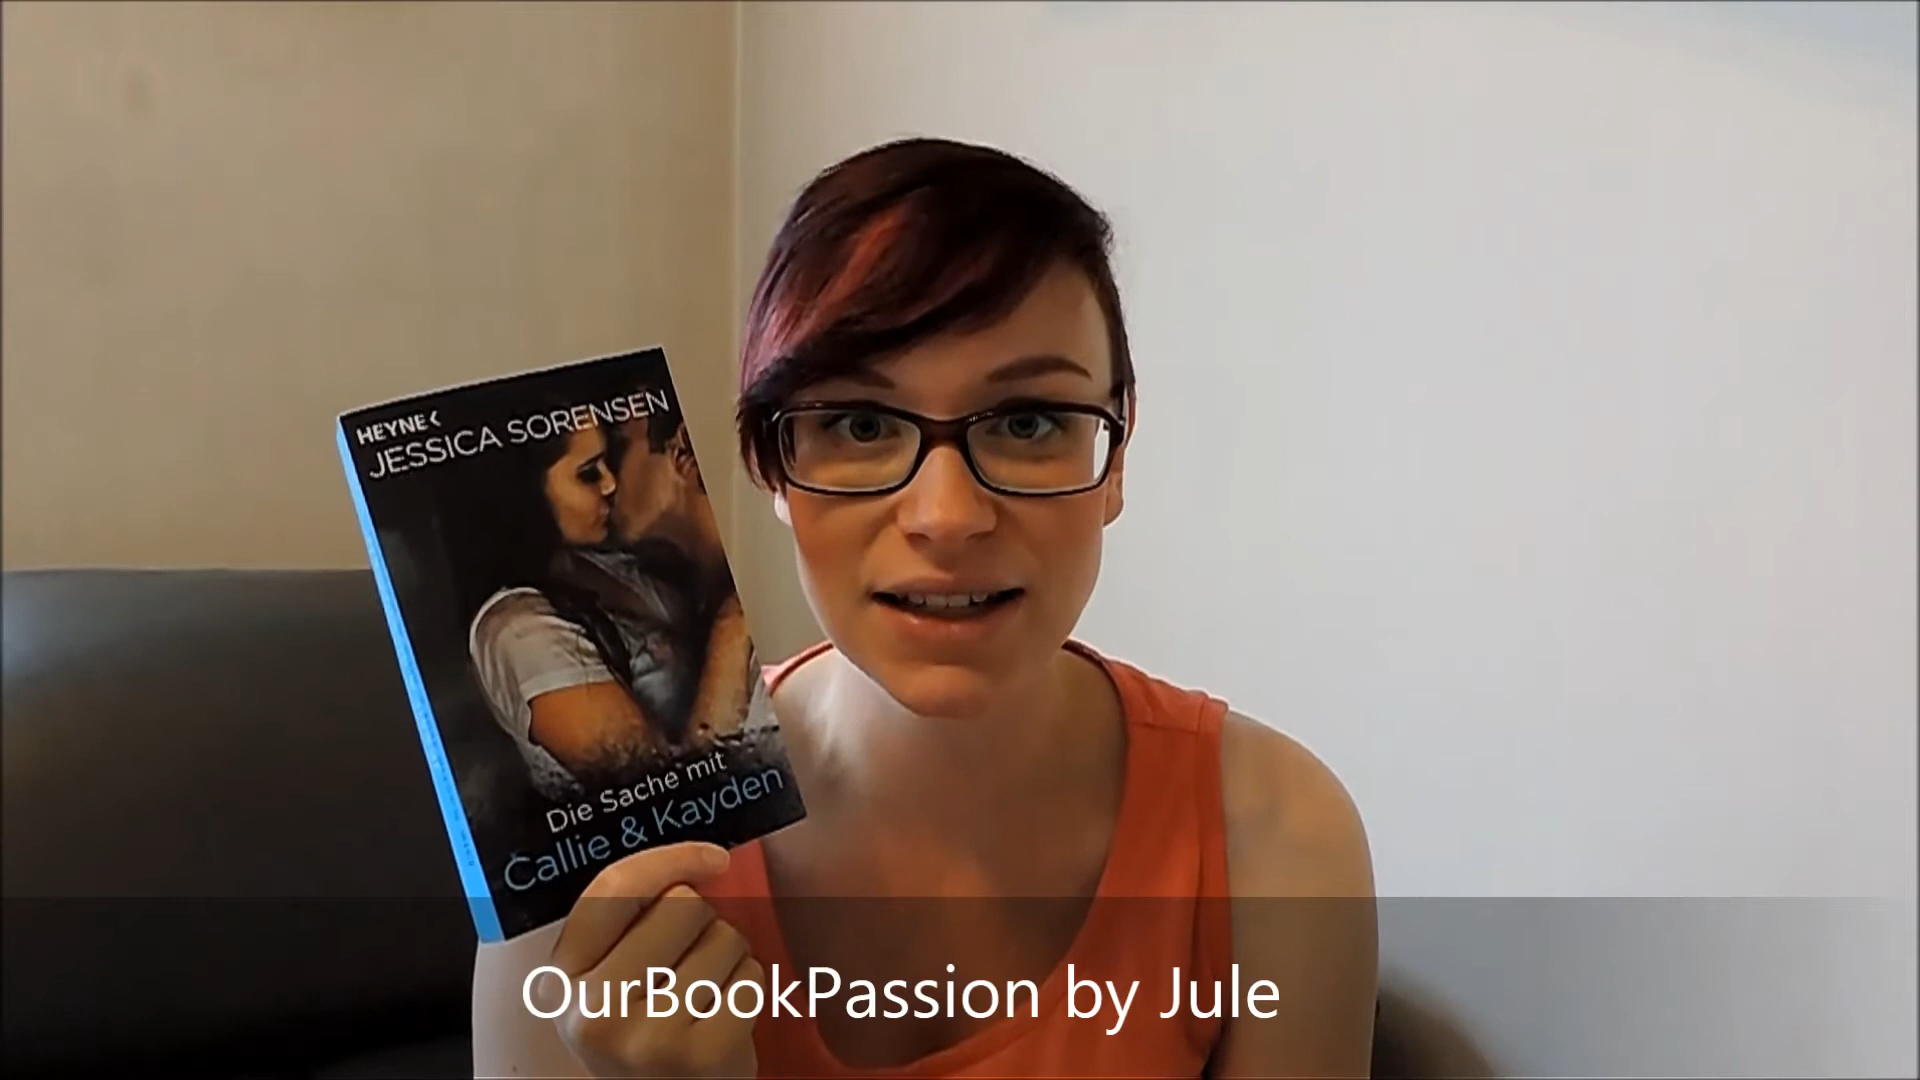 HEYNE <
JESSICA SORENSEN
Die Sache mit
Callie & Kayden
OurBookPassion by Jule